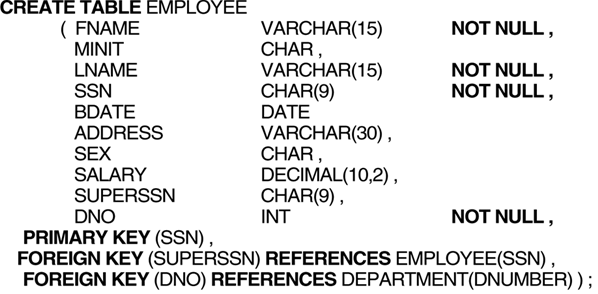 CREATE TABLE EMPLOYEE
( FNAME VARCHAR(15) NOT NULL ,
MINIT CHAR ,
LNAME VARCHAR(15) NOT NULL ,
SSN CHAR(9) NOT NULL ,
BDATE DATE
ADDRESS VARCHAR(30) ,
SEX CHAR ,
SALARY DECIMAL(10,2) ,
SUPERSSN CHAR(9) ,
DNO INT NOT NULL ,
PRIMARY KEY (SSN) ,
FOREIGN KEY (SUPERSSN) REFERENCES EMPLOYEE(SSN) ,
FOREIGN KEY (DNO) REFERENCES DEPARTMENT(DNUMBER) ) ;